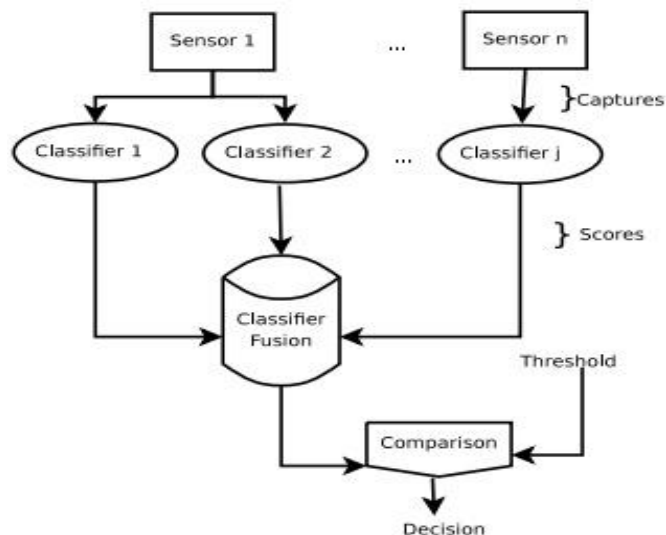 Sensor 1
...
Sensor n
Captures
Classifier 1
Classifier 2
...
Classifier j
Scores
Classifier
Fusion
Threshold
Comparison
Decision